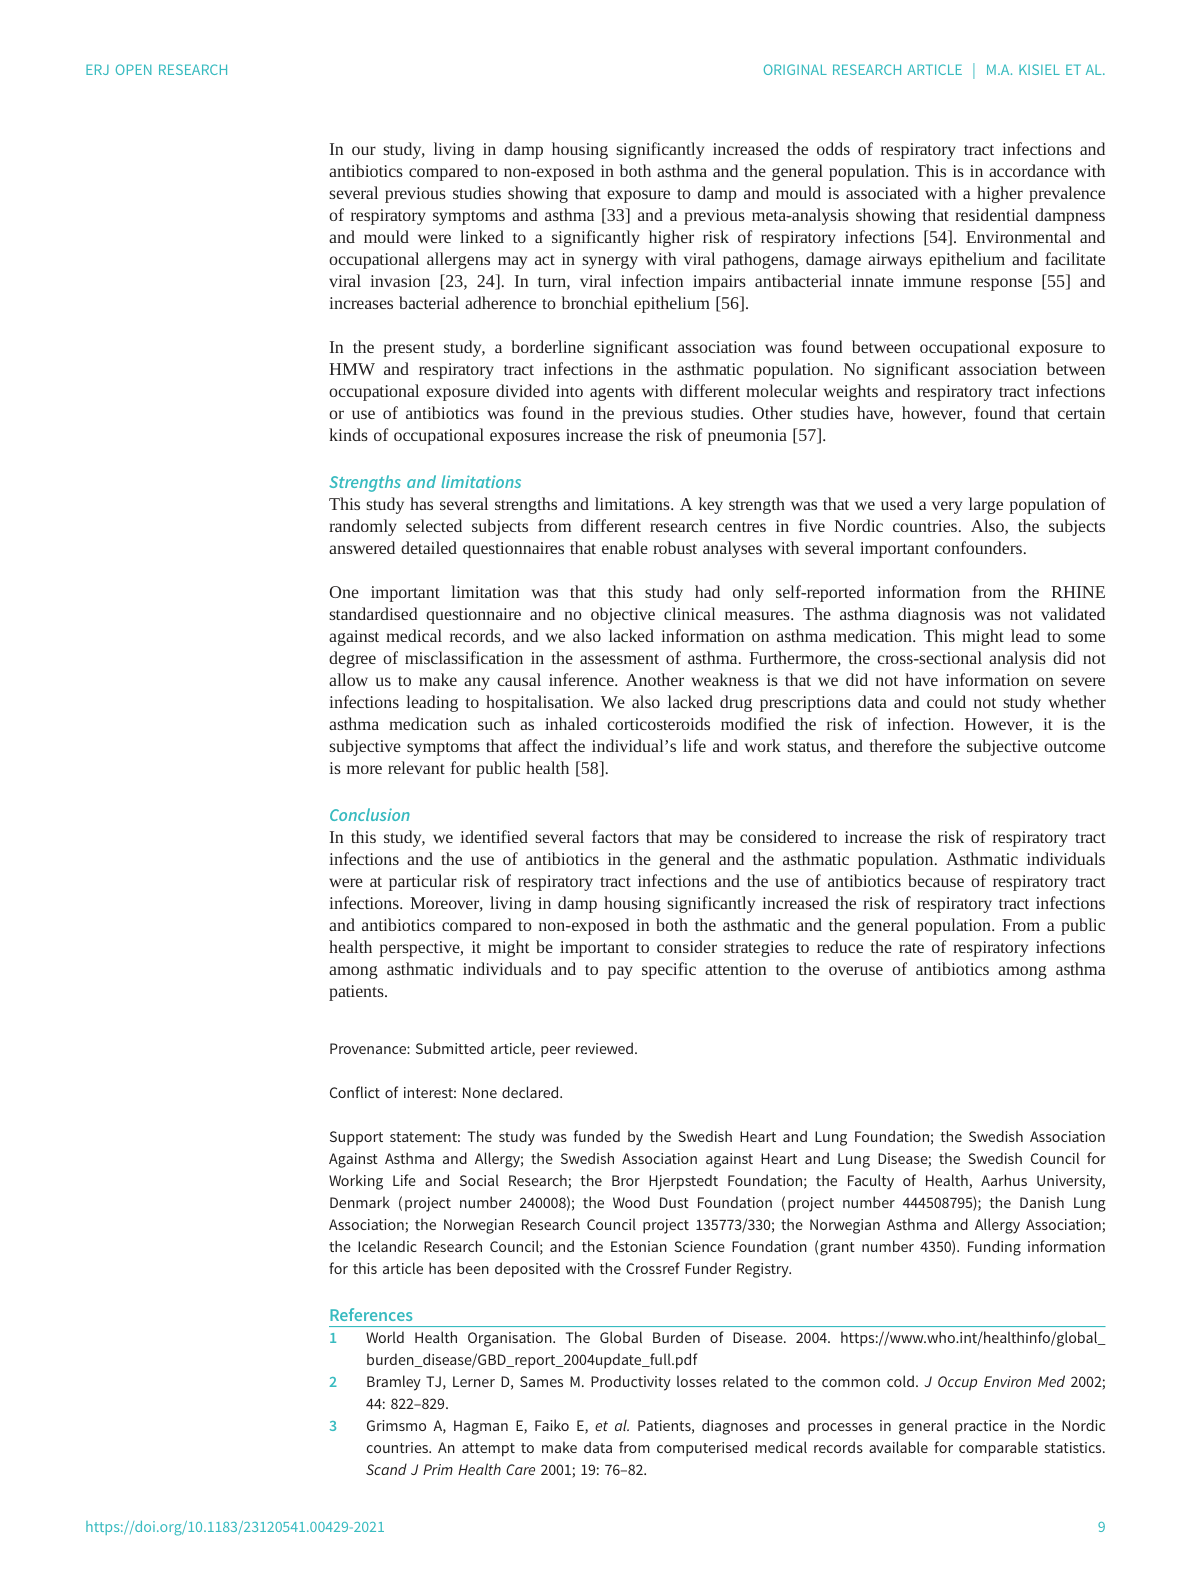 ERJ OPEN RESEARCH
ORIGINAL RESEARCH ARTICLE | M.A. KISIEL ET AL.
In our study, living in damp housing significantly increased the odds of respiratory tract infections and
antibiotics compared to non-exposed in both asthma and the general population. This is in accordance with
several previous studies showing that exposure to damp and mould is associated with a higher prevalence
of respiratory symptoms and asthma [33] and a previous meta-analysis showing that residential dampness
and mould were linked to a significantly higher risk of respiratory infections [54]. Environmental and
occupational allergens may act in synergy with viral pathogens, damage airways epithelium and facilitate
viral invasion [23, 24]. In turn, viral infection impairs antibacterial innate immune response [55] and
increases bacterial adherence to bronchial epithelium [56].
In the present study, a borderline significant association was found between occupational exposure to
HMW and respiratory tract infections in the asthmatic population. No significant association between
occupational exposure divided into agents with different molecular weights and respiratory tract infections
or use of antibiotics was found in the previous studies. Other studies have, however, found that certain
kinds of occupational exposures increase the risk of pneumonia [57].
Strengths and limitations
This study has several strengths and limitations. A key strength was that we used a very large population of
randomly selected subjects from different research centres in five Nordic countries. Also, the subjects
answered detailed questionnaires that enable robust analyses with several important confounders.
One important limitation was that this study had only self-reported information from the RHINE
standardised questionnaire and no objective clinical measures. The asthma diagnosis was not validated
against medical records, and we also lacked information on asthma medication. This might lead to some
degree of misclassification in the assessment of asthma. Furthermore, the cross-sectional analysis did not
allow us to make any causal inference. Another weakness is that we did not have information on severe
infections leading to hospitalisation. We also lacked drug prescriptions data and could not study whether
asthma medication such as inhaled corticosteroids modified the risk of infection. However, it is the
subjective symptoms that affect the individual's life and work status, and therefore the subjective outcome
is more relevant for public health [58].
Conclusion
In this study, we identified several factors that may be considered to increase the risk of respiratory tract
infections and the use of antibiotics in the general and the asthmatic population. Asthmatic individuals
were at particular risk of respiratory tract infections and the use of antibiotics because of respiratory tract
infections. Moreover, living in damp housing significantly increased the risk of respiratory tract infections
and antibiotics compared to non-exposed in both the asthmatic and the general population. From a public
health perspective, it might be important to consider strategies to reduce the rate of respiratory infections
among asthmatic individuals and to pay specific attention to the overuse of antibiotics among asthma
patients.
Provenance: Submitted article, peer reviewed.
Conflict of interest: None declared.
Support statement: The study was funded by the Swedish Heart and Lung Foundation; the Swedish Association
Against Asthma and Allergy; the Swedish Association against Heart and Lung Disease; the Swedish Council for
Working Life and Social Research; the Bror Hjerpstedt Foundation; the Faculty of Health, Aarhus University,
Denmark (project number 240008); the Wood Dust Foundation (project number 444508795); the Danish Lung
Association; the Norwegian Research Council project 135773/330; the Norwegian Asthma and Allergy Association;
the Icelandic Research Council; and the Estonian Science Foundation (grant number 4350). Funding information
for this article has been deposited with the Crossref Funder Registry.
References
1 World Health Organisation. The Global Burden of Disease. 2004. https://www.who.int/healthinfo/global_
burden_disease/GBD_report_2004update_full.pdf
2 Bramley TJ, Lerner D, Sames M. Productivity losses related to the common cold. J Occup Environ Med 2002;
44: 822–829.
3 Grimsmo A, Hagman E, Faiko E, et al. Patients, diagnoses and processes in general practice in the Nordic
countries. An attempt to make data from computerised medical records available for comparable statistics.
Scand J Prim Health Care 2001; 19: 76–82.
https://doi.org/10.1183/23120541.00429-2021
9